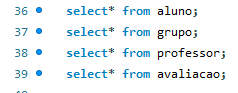 36 select* from aluno;
37 select* from grupo;
38 select* from professor;
39 select* from avaliacao;